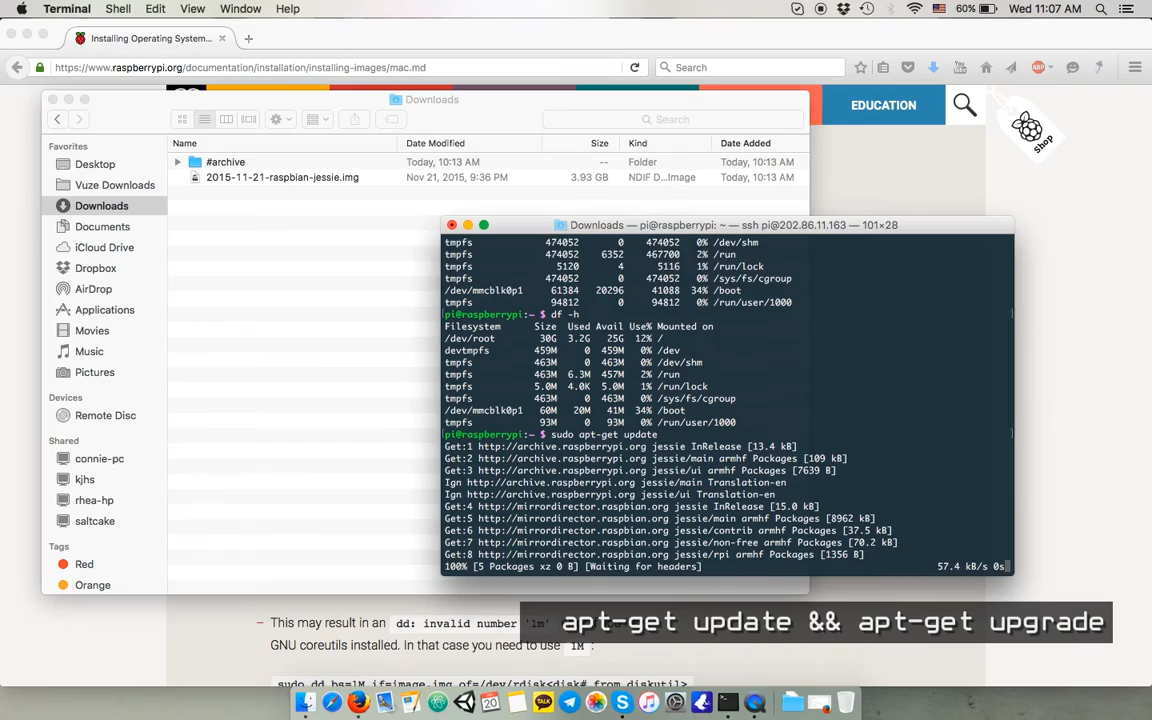 Terminal Shell Edit View Window Help 60% Wed 11:07 AM
Installing Operating System...
https://www.raspberrypi.org/documentation/installation/installing-images/mac.md
Search
EDUCATION
Shop
Downloads
Search
Favorites
Desktop
Vuze Downloads
Downloads
Documents
iCloud Drive
Dropbox
AirDrop
Applications
Movies
Music
Pictures
Devices
Remote Disc
Shared
connie-pc
kjhs
rhea-hp
saltcake
Tags
Red
Orange
Name Date Modified Size Kind Date Added
#archive Today, 10:13 AM -- Folder Today, 10:13 AM
2015-11-21-raspbian-jessie.img Nov 21, 2015, 9:36 PM 3.93 GB NDIF D...Image Today, 10:13 AM
Downloads — pi@raspberrypi: ~ — ssh pi@202.86.11.163 — 101×28
tmpfs 474052 0 474052 0% /dev/shm
tmpfs 474052 6352 467700 2% /run
tmpfs 5120 4 5116 1% /run/lock
tmpfs 474052 0 474052 0% /sys/fs/cgroup
/dev/mmcblk0p1 61384 20296 41088 34% /boot
tmpfs 94812 0 94812 0% /run/user/1000
pi@raspberrypi:~ $ df -h
Filesystem Size Used Avail Use% Mounted on
/dev/root 30G 3.2G 25G 12% /
devtmpfs 459M 0 459M 0% /dev
tmpfs 463M 0 463M 0% /dev/shm
tmpfs 463M 6.3M 457M 2% /run
tmpfs 5.0M 4.0K 5.0M 1% /run/lock
tmpfs 463M 0 463M 0% /sys/fs/cgroup
/dev/mmcblk0p1 60M 20M 41M 34% /boot
tmpfs 93M 0 93M 0% /run/user/1000
pi@raspberrypi:~ $ sudo apt-get update
Get:1 http://archive.raspberrypi.org jessie InRelease [13.4 kB]
Get:2 http://archive.raspberrypi.org jessie/main armhf Packages [109 kB]
Get:3 http://archive.raspberrypi.org jessie/ui armhf Packages [7639 B]
Ign http://archive.raspberrypi.org jessie/main Translation-en
Ign http://archive.raspberrypi.org jessie/ui Translation-en
Get:4 http://mirrordirector.raspbian.org jessie InRelease [15.0 kB]
Get:5 http://mirrordirector.raspbian.org jessie/main armhf Packages [8962 kB]
Get:6 http://mirrordirector.raspbian.org jessie/contrib armhf Packages [37.5 kB]
Get:7 http://mirrordirector.raspbian.org jessie/non-free armhf Packages [70.2 kB]
Get:8 http://mirrordirector.raspbian.org jessie/rpi armhf Packages [1356 B]
100% [5 Packages xz 0 B] [Waiting for headers] 57.4 kB/s 0s
apt-get update && apt-get upgrade
– This may result in an dd: invalid number '1m'
GNU coreutils installed. In that case you need to use 1M :
sudo dd bs=1M if=image.img of=/dev/rdisk<disk# from diskutil>